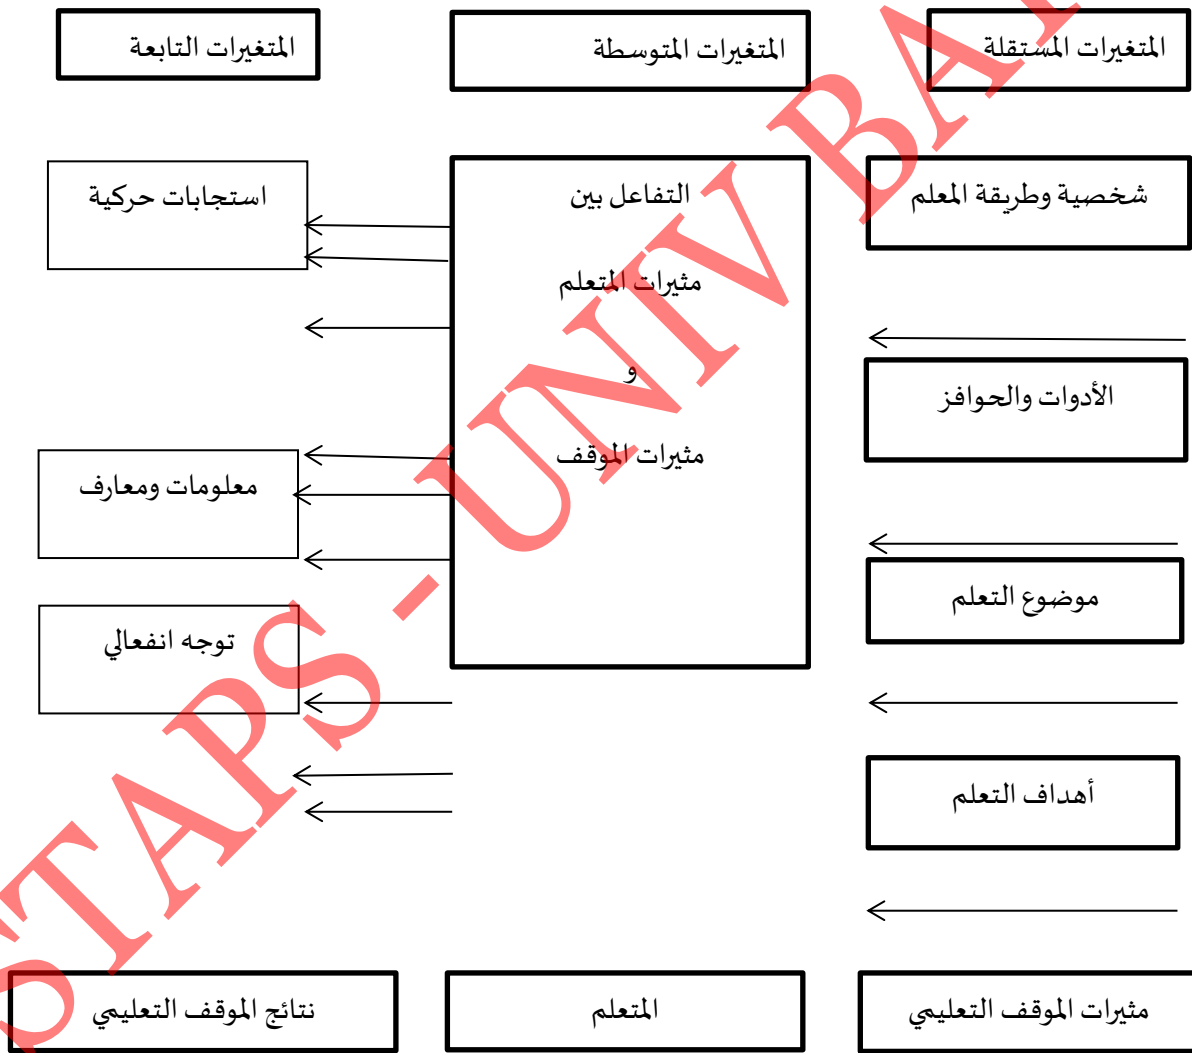 المتغيرات المستقلة
المتغيرات المتوسطة
المتغيرات التابعة
شخصية وطريقة المعلم
التفاعل بين
استجابات حركية
مثيرات المتعلم
و
الأدوات والحوافز
مثيرات الموقف
معلومات ومعارف
موضوع التعلم
توجه انفعالي
أهداف التعلم
مثيرات الموقف التعليمي
المتعلم
نتائج الموقف التعليمي
STAPS - UNIV BA